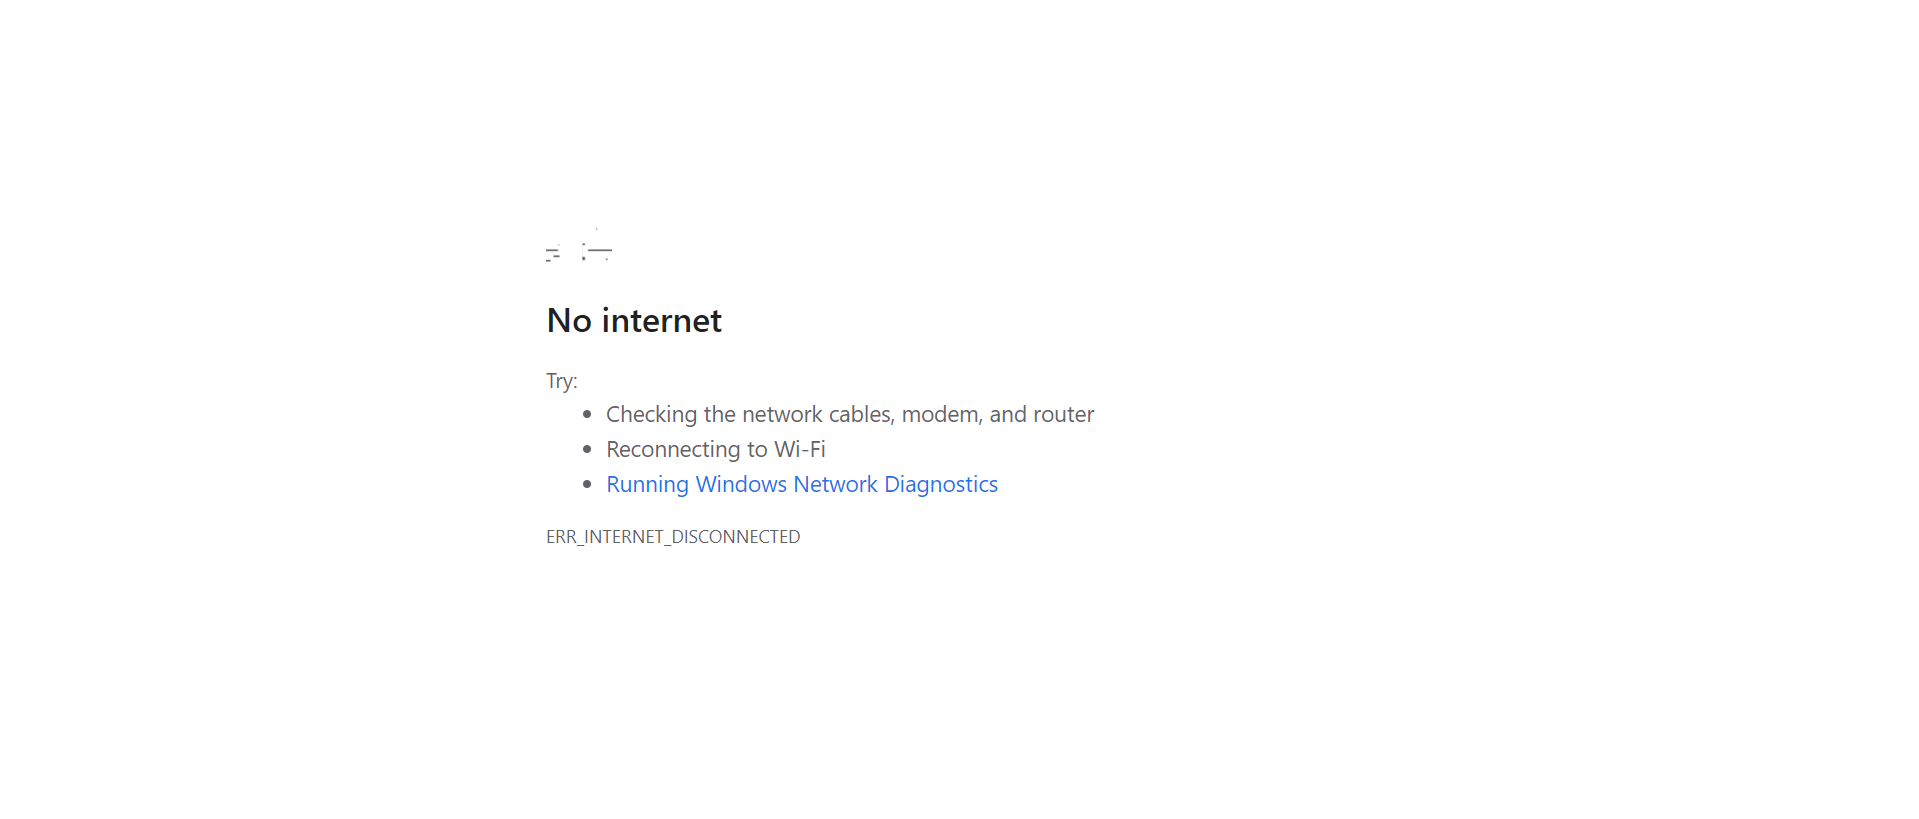 No internet
Try:
Checking the network cables, modem, and router
Reconnecting to Wi-Fi
Running Windows Network Diagnostics
ERR_INTERNET_DISCONNECTED